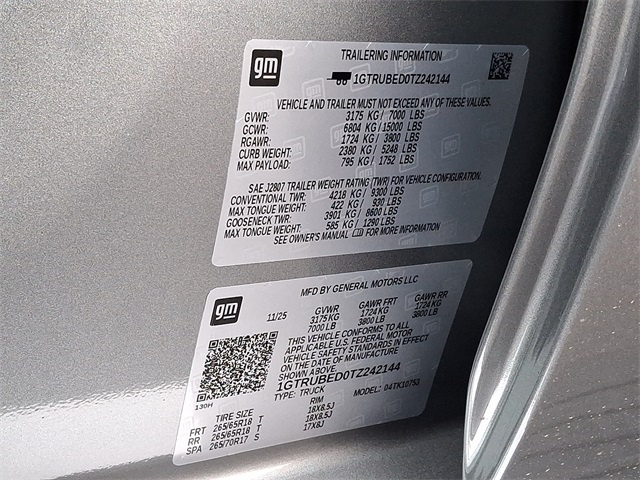 gm
TRAILERING INFORMATION
1GTRUBED0TZ242144
VEHICLE AND TRAILER MUST NOT EXCEED ANY OF THESE VALUES.
GVWR: 3175 KG / 7000 LBS
GCWR: 6804 KG/15000 LBS
RGAWR: 1724 KG / 3800 LBS
CURB WEIGHT: 2380 KG / 5248 LBS
MAX PAYLOAD: 795 KG / 1752 LBS
SAE J2807 TRAILER WEIGHT RATING (TWR) FOR VEHICLE CONFIGURATION.
CONVENTIONAL TWR: 4218 KG / 9300 LBS
MAX TONGUE WEIGHT: 422 KG / 930 LBS
GOOSENECK TWR: 3901 KG / 8600 LBS
MAX TONGUE WEIGHT: 585 KG / 1290 LBS
SEE OWNER'S MANUAL FOR MORE INFORMATION
gm
MFD BY GENERAL MOTORS LLC
11/25 GVWR GAWR FRT GAWR RR
3175 KG 1724 KG 1724 KG
7000 LB 3800 LB 3800 LB
THIS VEHICLE CONFORMS TO ALL
APPLICABLE U.S. FEDERAL MOTOR
VEHICLE SAFETY STANDARDS IN EFFECT
ON THE DATE OF MANUFACTURE
SHOWN ABOVE.
1GTRUBED0TZ242144
TYPE: TRUCK MODEL: 04TK10753
130H
TIRE SIZE RIM
FRT 265/65R18 T 18X8.5J
RR 265/65R18 T 18X8.5J
SPA 265/70R17 S 17X8J